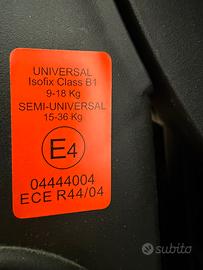 UNIVERSAL
Isofix Class B1
9-18 Kg
SEMI-UNIVERSAL
15-36 Kg
E4
04444004
ECE R44/04
subito